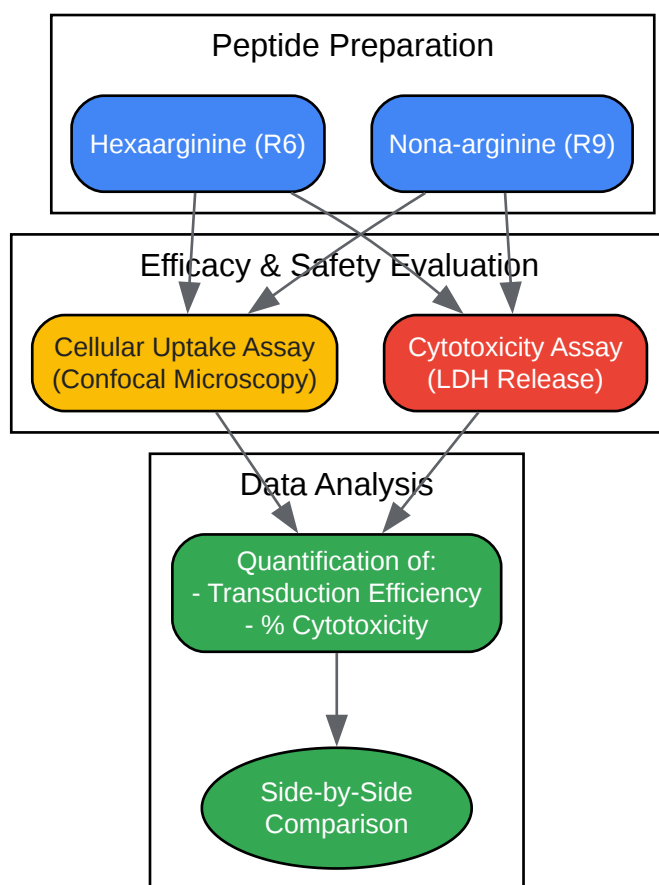 Peptide Preparation
Hexaarginine (R6)
Nona-arginine (R9)
Efficacy & Safety Evaluation
Cellular Uptake Assay
(Confocal Microscopy)
Cytotoxicity Assay
(LDH Release)
Data Analysis
Quantification of:
- Transduction Efficiency
- % Cytotoxicity
Side-by-Side
Comparison